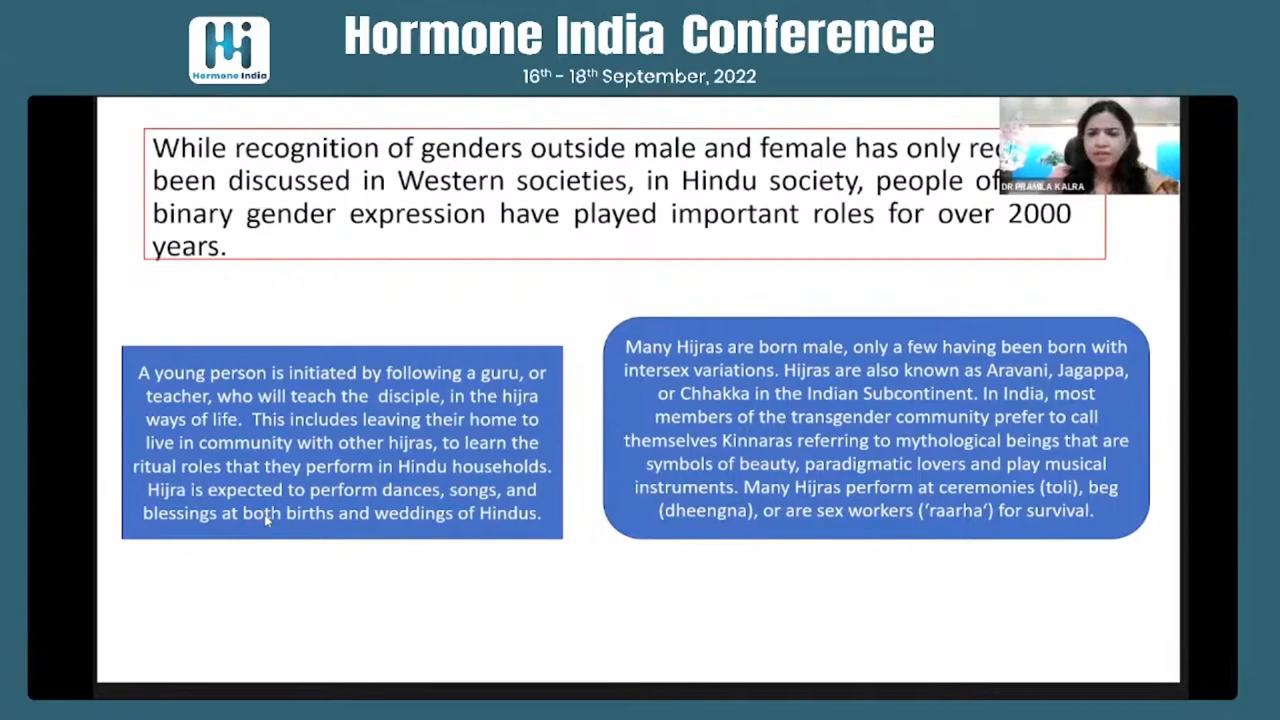 Hormone India
Hormone India Conference
16th - 18th September, 2022
While recognition of genders outside male and female has only
been discussed in Western societies, in Hindu society, people of
binary gender expression have played important roles for over 2000
years.
DR PRAMILA KALRA
A young person is initiated by following a guru, or
teacher, who will teach the disciple, in the hijra
ways of life. This includes leaving their home to
live in community with other hijras, to learn the
ritual roles that they perform in Hindu households.
Hijra is expected to perform dances, songs, and
blessings at both births and weddings of Hindus.
Many Hijras are born male, only a few having been born with
intersex variations. Hijras are also known as Aravani, Jagappa,
or Chhakka in the Indian Subcontinent. In India, most
members of the transgender community prefer to call
themselves Kinnaras referring to mythological beings that are
symbols of beauty, paradigmatic lovers and play musical
instruments. Many Hijras perform at ceremonies (toli), beg
(dheengna), or are sex workers (‘raarha‘) for survival.